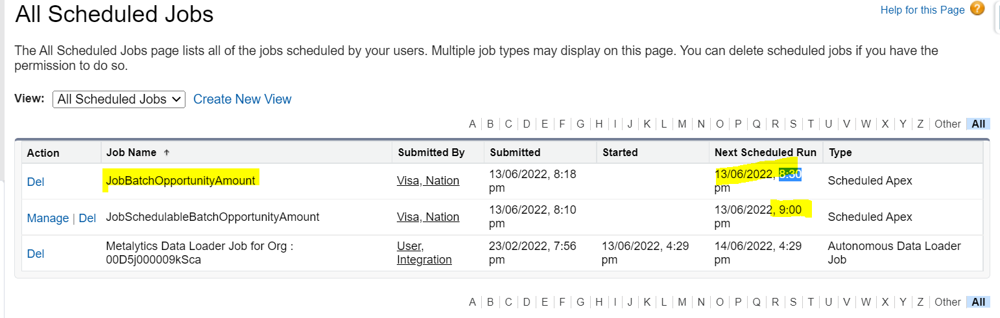 All Scheduled Jobs
Help for this Page ?
The All Scheduled Jobs page lists all of the jobs scheduled by your users. Multiple job types may display on this page. You can delete scheduled jobs if you have the
permission to do so.
View: All Scheduled Jobs Create New View
A B C D E F G H I J K L M N O P Q R S T U V W X Y Z Other All
Action Job Name ↑ Submitted By Submitted Started Next Scheduled Run Type
Del JobBatchOpportunityAmount Visa, Nation 13/06/2022, 8:18 13/06/2022, 8:30 Scheduled Apex
pm pm
Manage | Del JobSchedulableBatchOpportunityAmount Visa, Nation 13/06/2022, 8:10 13/06/2022, 9:00 Scheduled Apex
pm pm
Del Metalytics Data Loader Job for Org : User, 23/02/2022, 7:56 13/06/2022, 4:29 14/06/2022, 4:29 Autonomous Data Loader
00D5j000009kSca Integration pm pm pm Job
A B C D E F G H I J K L M N O P Q R S T U V W X Y Z Other All